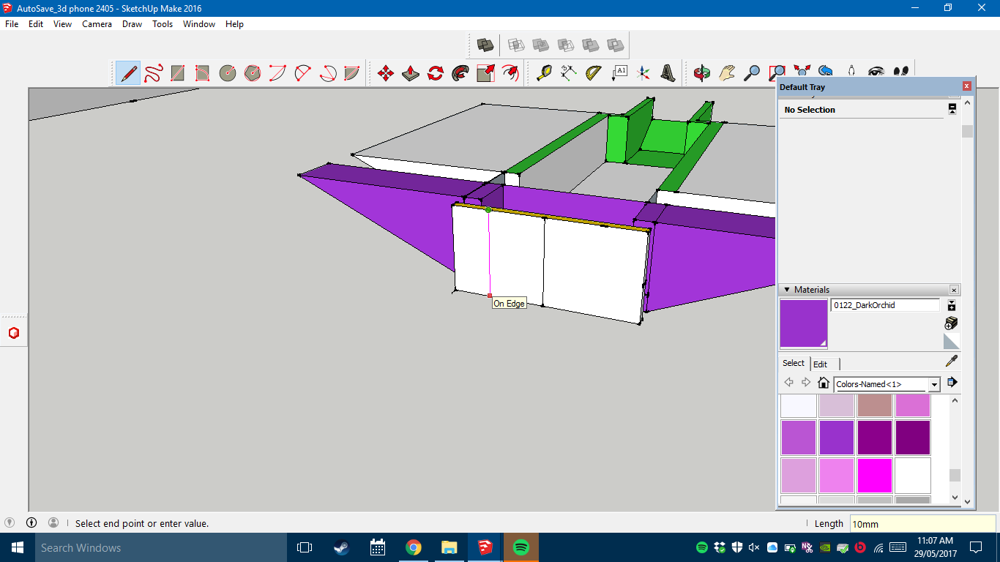 AutoSave_3d phone 2405 - SketchUp Make 2016
File Edit View Camera Draw Tools Window Help
A1
Default Tray
No Selection
On Edge
Materials
0122_DarkOrchid
Select Edit
Colors-Named<1>
Select end point or enter value.
Length 10mm
Search Windows
11:07 AM
29/05/2017